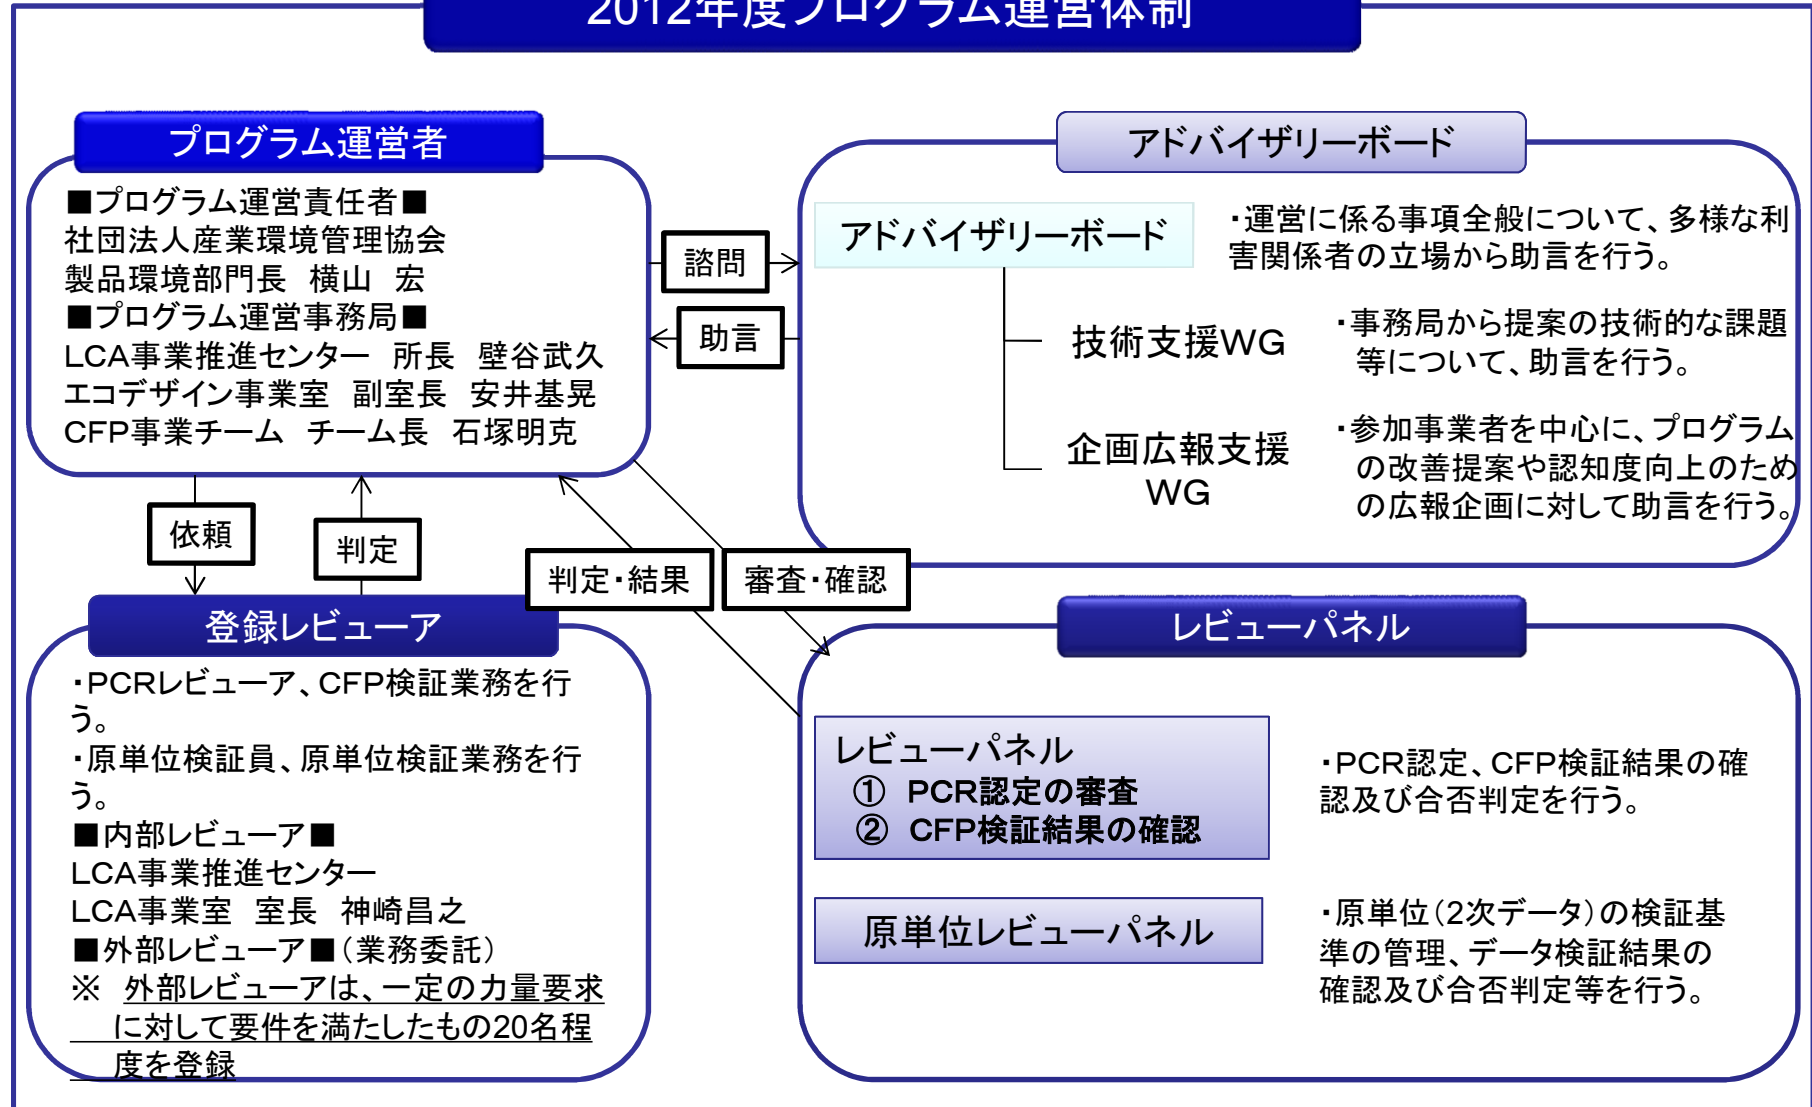 2012年度プログラム運営体制
プログラム運営者
■プログラム運営責任者■
社団法人産業環境管理協会
製品環境部門長　横山　宏
■プログラム運営事務局■
LCA事業推進センター　所長　壁谷武久
エコデザイン事業室　副室長　安井基晃
CFP事業チーム　チーム長　石塚明克
諮問
助言
アドバイザリーボード
アドバイザリーボード
・運営に係る事項全般について、多様な利
害関係者の立場から助言を行う。
技術支援WG
・事務局から提案の技術的な課題
等について、助言を行う。
企画広報支援
WG
・参加事業者を中心に、プログラム
の改善提案や認知度向上のため
の広報企画に対して助言を行う。
依頼
判定
判定・結果
審査・確認
登録レビューア
・PCRレビューア、CFP検証業務を行
う。
・原単位検証員、原単位検証業務を行
う。
■内部レビューア■
LCA事業推進センター
LCA事業室　室長　神崎昌之
■外部レビューア■（業務委託）
※　外部レビューアは、一定の力量要求
に対して要件を満たしたもの20名程
度を登録
レビューパネル
レビューパネル
①　PCR認定の審査
②　CFP検証結果の確認
・PCR認定、CFP検証結果の確
認及び合否判定を行う。
原単位レビューパネル
・原単位（2次データ）の検証基
準の管理、データ検証結果の
確認及び合否判定等を行う。